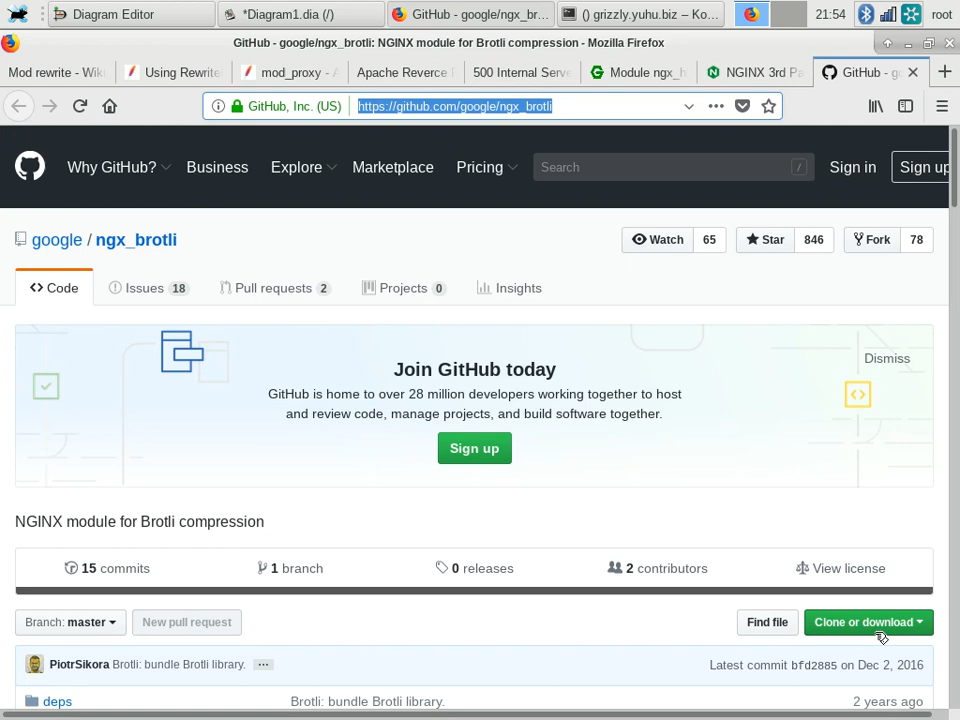 Diagram Editor
*Diagram1.dia (/)
GitHub - google/ngx_br...
() grizzly.yuhu.biz – Ko...
21:54
root
GitHub - google/ngx_brotli: NGINX module for Brotli compression - Mozilla Firefox
Mod rewrite - Wiki
Using Rewrite
mod_proxy - A
Apache Reverce P
500 Internal Serve
Module ngx_h
NGINX 3rd Pa
GitHub - go
GitHub, Inc. (US)
https://github.com/google/ngx_brotli
Why GitHub?
Business
Explore
Marketplace
Pricing
Search
/
Sign in
Sign up
google / ngx_brotli
Watch 65
Star 846
Fork 78
Code
Issues 18
Pull requests 2
Projects 0
Insights
Join GitHub today
Dismiss
GitHub is home to over 28 million developers working together to host
and review code, manage projects, and build software together.
Sign up
NGINX module for Brotli compression
15 commits
1 branch
0 releases
2 contributors
View license
Branch: master
New pull request
Find file
Clone or download
PiotrSikora Brotli: bundle Brotli library. ...
Latest commit bfd2885 on Dec 2, 2016
deps
Brotli: bundle Brotli library.
2 years ago